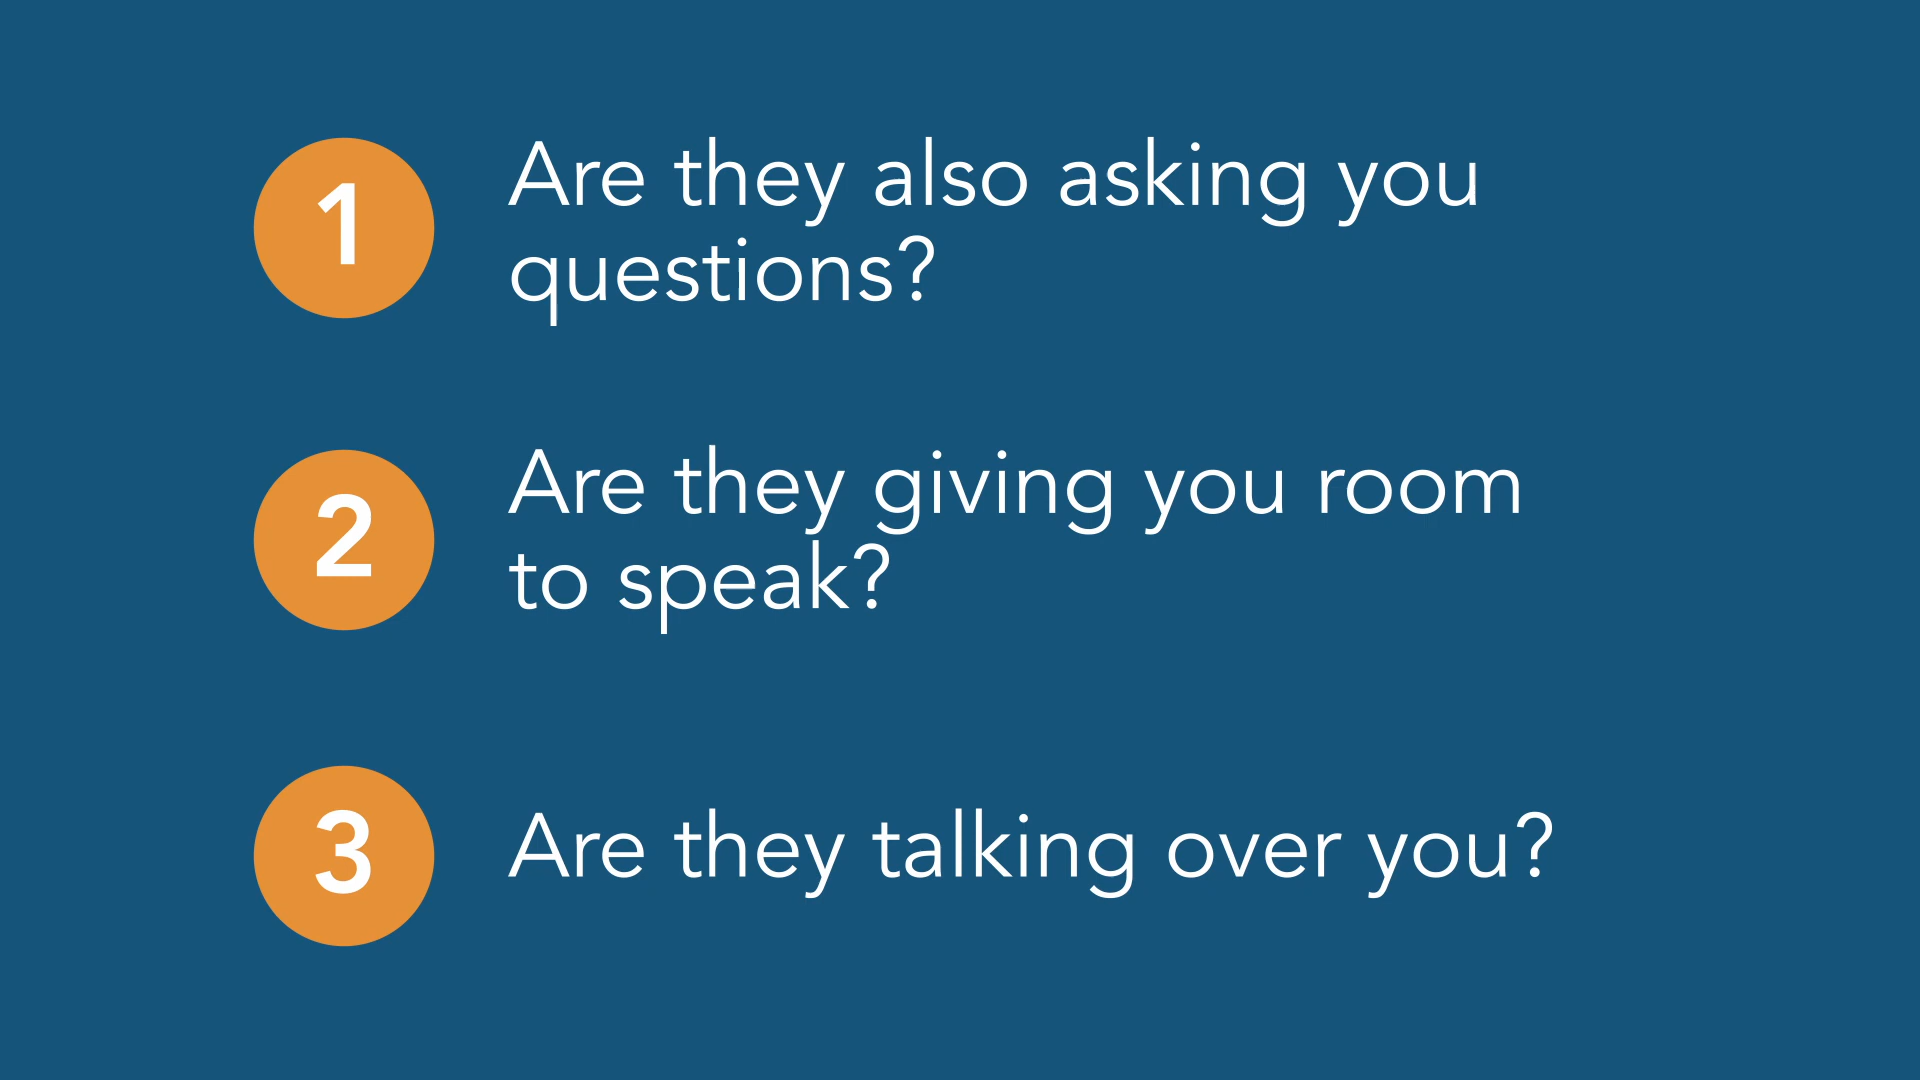 1
Are they also asking you
questions?
2
Are they giving you room
to speak?
3
Are they talking over you?